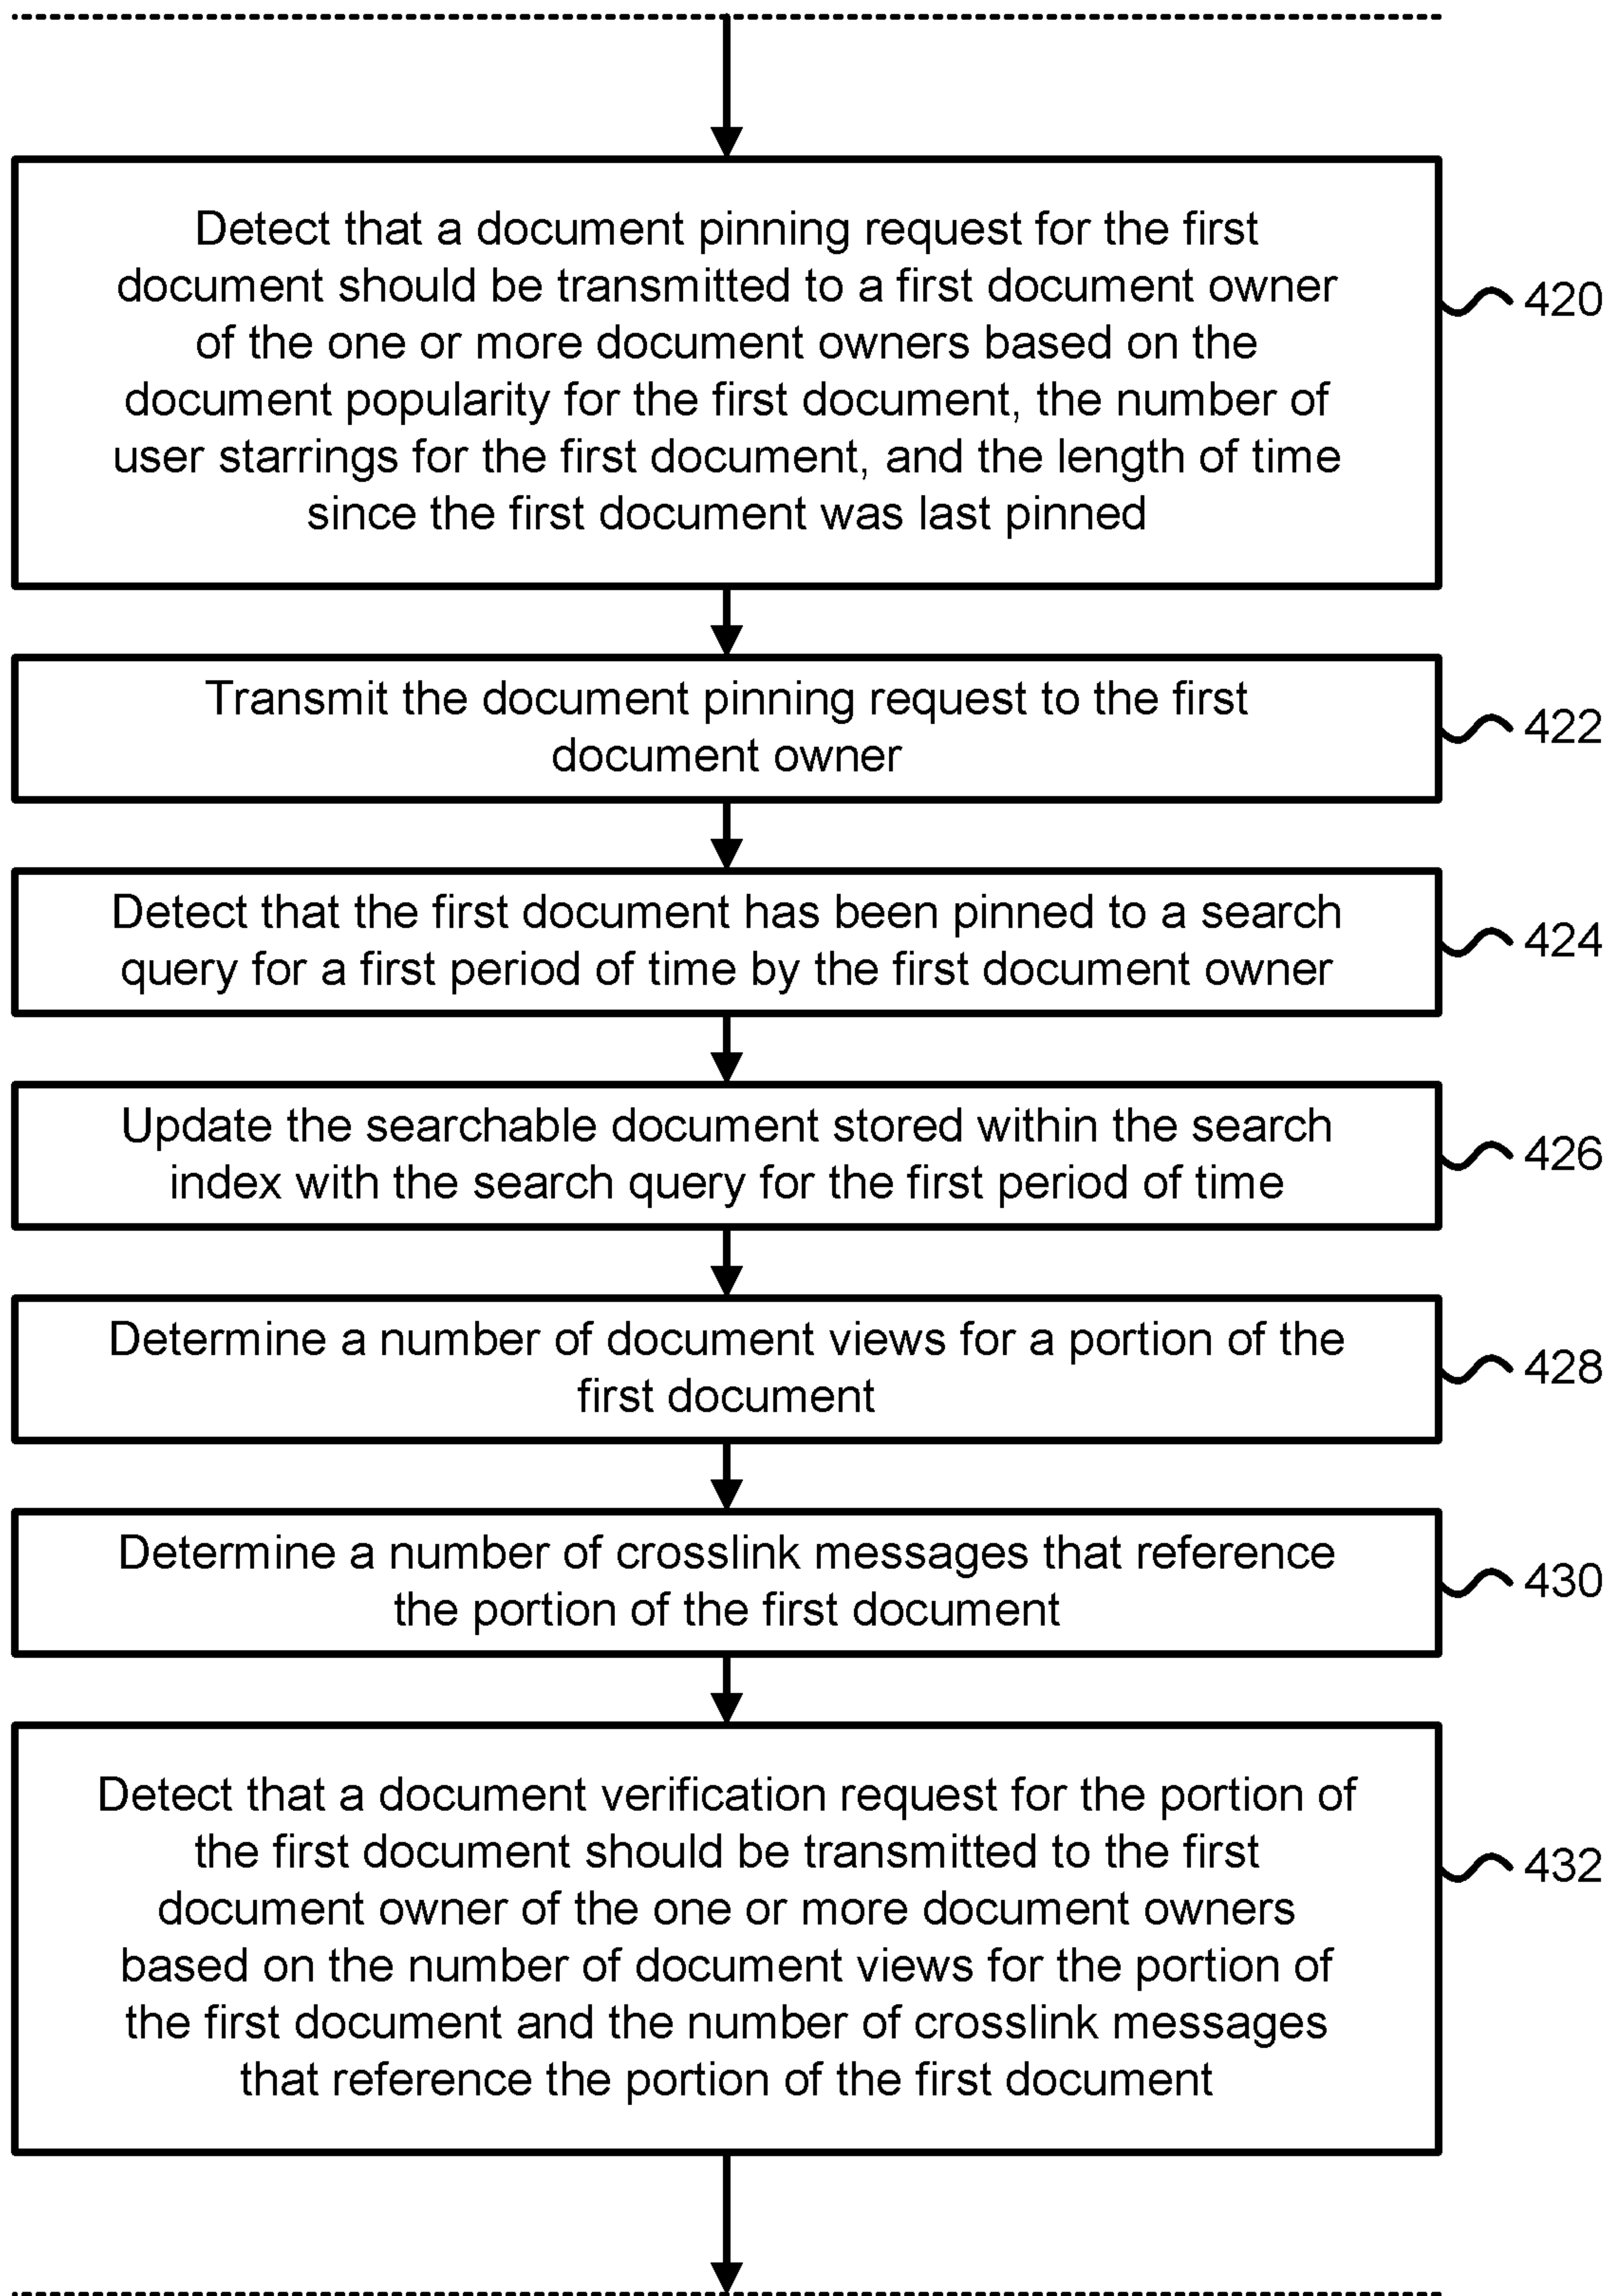 Detect that a document pinning request for the first
document should be transmitted to a first document owner
of the one or more document owners based on the
document popularity for the first document, the number of
user starrings for the first document, and the length of time
since the first document was last pinned
420
Transmit the document pinning request to the first
document owner
422
Detect that the first document has been pinned to a search
query for a first period of time by the first document owner
424
Update the searchable document stored within the search
index with the search query for the first period of time
426
Determine a number of document views for a portion of the
first document
428
Determine a number of crosslink messages that reference
the portion of the first document
430
Detect that a document verification request for the portion of
the first document should be transmitted to the first
document owner of the one or more document owners
based on the number of document views for the portion of
the first document and the number of crosslink messages
that reference the portion of the first document
432